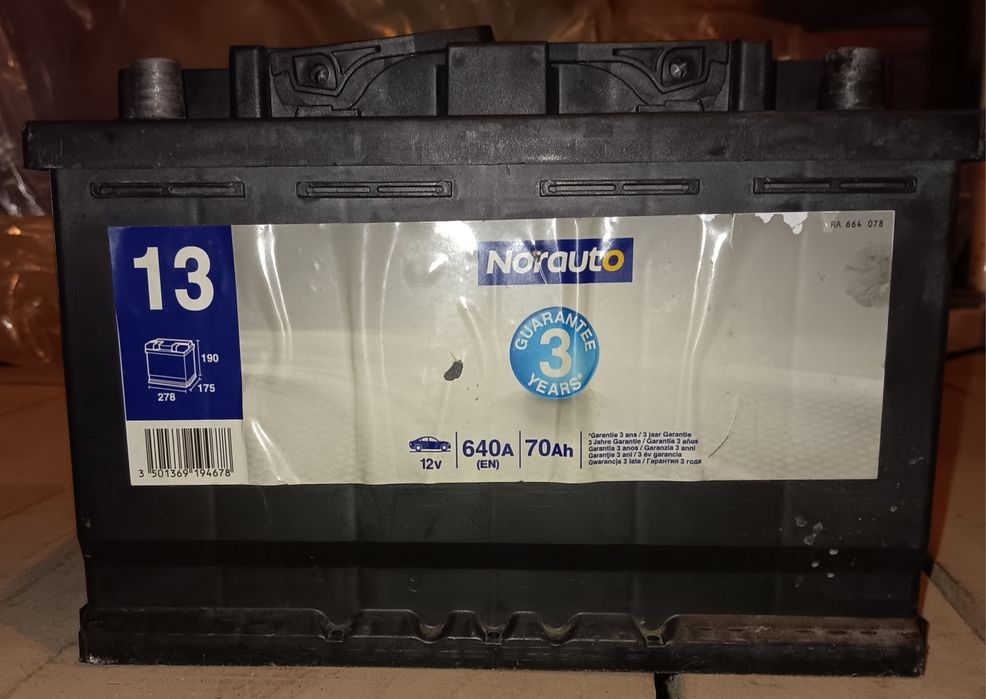 RA 664 078
13
Norauto
GUARANTEE
3
YEARS*
190
175
278
3 501369 194678
12v
640A
(EN)
70Ah
*Garantie 3 ans / 3 jaar Garantie
3 Jahre Garantie / Garantia 3 años
Garantia 3 anos / Garanzia 3 anni
Garanţie 3 ani / 3 év garancia
Gwarancja 3 lata / Гарантия 3 года